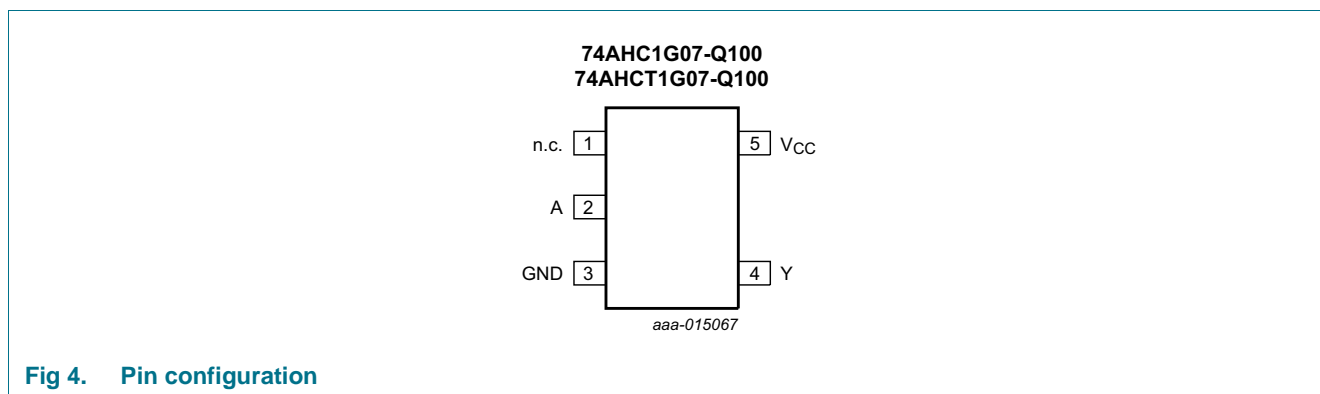 74AHC1G07-Q100
74AHCT1G07-Q100
n.c. 1 5 VCC
A 2
GND 3 4 Y
aaa-015067
Fig 4. Pin configuration